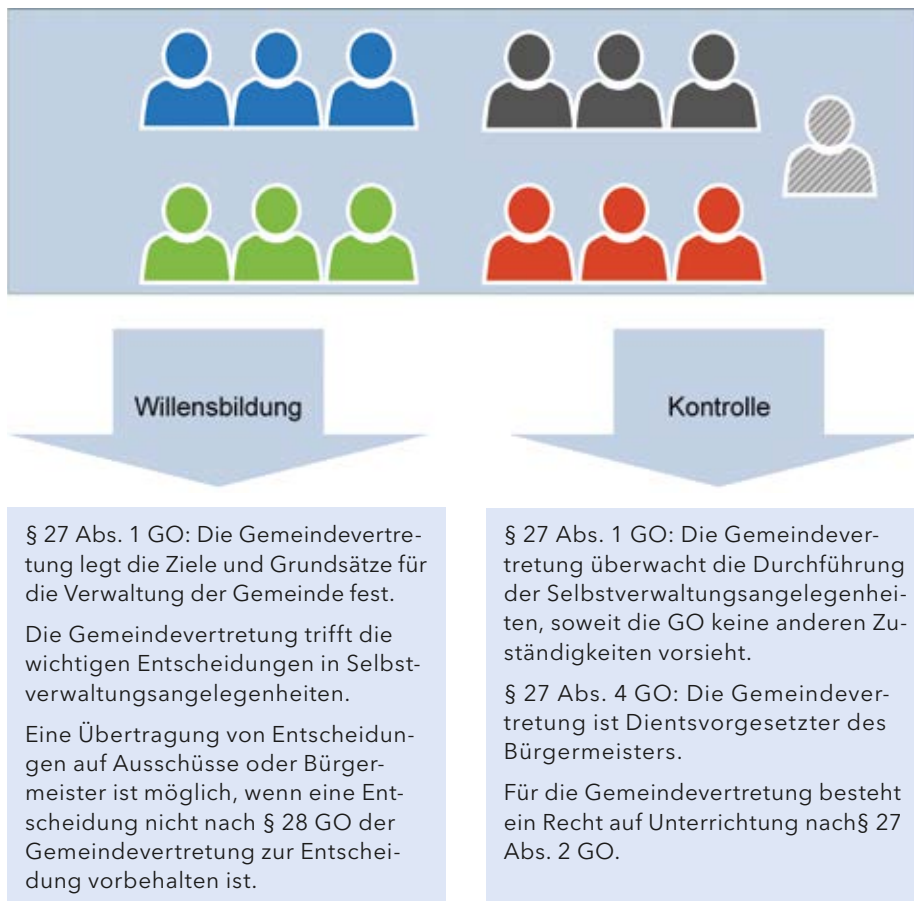 Willensbildung
§ 27 Abs. 1 GO: Die Gemeindevertre-
tung legt die Ziele und Grundsätze für
die Verwaltung der Gemeinde fest.
Die Gemeindevertretung trifft die
wichtigen Entscheidungen in Selbst-
verwaltungsangelegenheiten.
Eine Übertragung von Entscheidun-
gen auf Ausschüsse oder Bürger-
meister ist möglich, wenn eine Ent-
scheidung nicht nach § 28 GO der
Gemeindevertretung zur Entschei-
dung vorbehalten ist.
Kontrolle
§ 27 Abs. 1 GO: Die Gemeindever-
tretung überwacht die Durchführung
der Selbstverwaltungsangelegenhei-
ten, soweit die GO keine anderen Zu-
ständigkeiten vorsieht.
§ 27 Abs. 4 GO: Die Gemeindever-
tretung ist Dientsvorgesetzter des
Bürgermeisters.
Für die Gemeindevertretung besteht
ein Recht auf Unterrichtung nach§ 27
Abs. 2 GO.